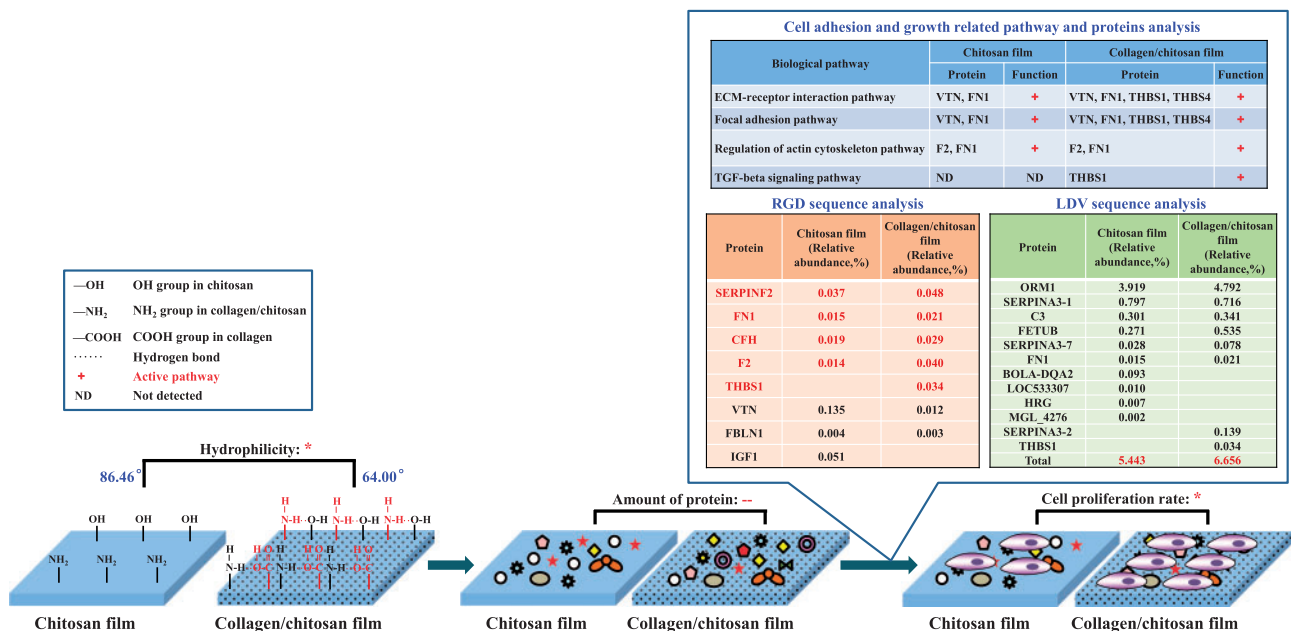 Cell adhesion and growth related pathway and proteins analysis
Biological pathway Chitosan film Collagen/chitosan film
Protein Function Protein Function
ECM-receptor interaction pathway VTN, FN1 + VTN, FN1, THBS1, THBS4 +
Focal adhesion pathway VTN, FN1 + VTN, FN1, THBS1, THBS4 +
Regulation of actin cytoskeleton pathway F2, FN1 + F2, FN1 +
TGF-beta signaling pathway ND ND THBS1 +
RGD sequence analysis
Protein Chitosan film (Relative abundance,%) Collagen/chitosan film (Relative abundance,%)
SERPINF2 0.037 0.048
FN1 0.015 0.021
CFH 0.019 0.029
F2 0.014 0.040
THBS1 0.034
VTN 0.135 0.012
FBLN1 0.004 0.003
IGF1 0.051
LDV sequence analysis
Protein Chitosan film (Relative abundance,%) Collagen/chitosan film (Relative abundance,%)
ORM1 3.919 4.792
SERPINA3-1 0.797 0.716
C3 0.301 0.341
FETUB 0.271 0.535
SERPINA3-7 0.028 0.078
FN1 0.015 0.021
BOLA-DQA2 0.093
LOC533307 0.010
HRG 0.007
MGL_4276 0.002
SERPINA3-2 0.139
THBS1 0.034
Total 5.443 6.656
—OH OH group in chitosan
—NH₂ NH₂ group in collagen/chitosan
—COOH COOH group in collagen
······ Hydrogen bond
+ Active pathway
ND Not detected
Hydrophilicity: *
86.46° 64.00°
OH OH OH
NH₂ NH₂ NH₂
H H H
N-H···O-H N-H···O-H N-H···O-H
Chitosan film
Collagen/chitosan film
Amount of protein: --
Chitosan film
Collagen/chitosan film
Cell proliferation rate: *
Chitosan film
Collagen/chitosan film